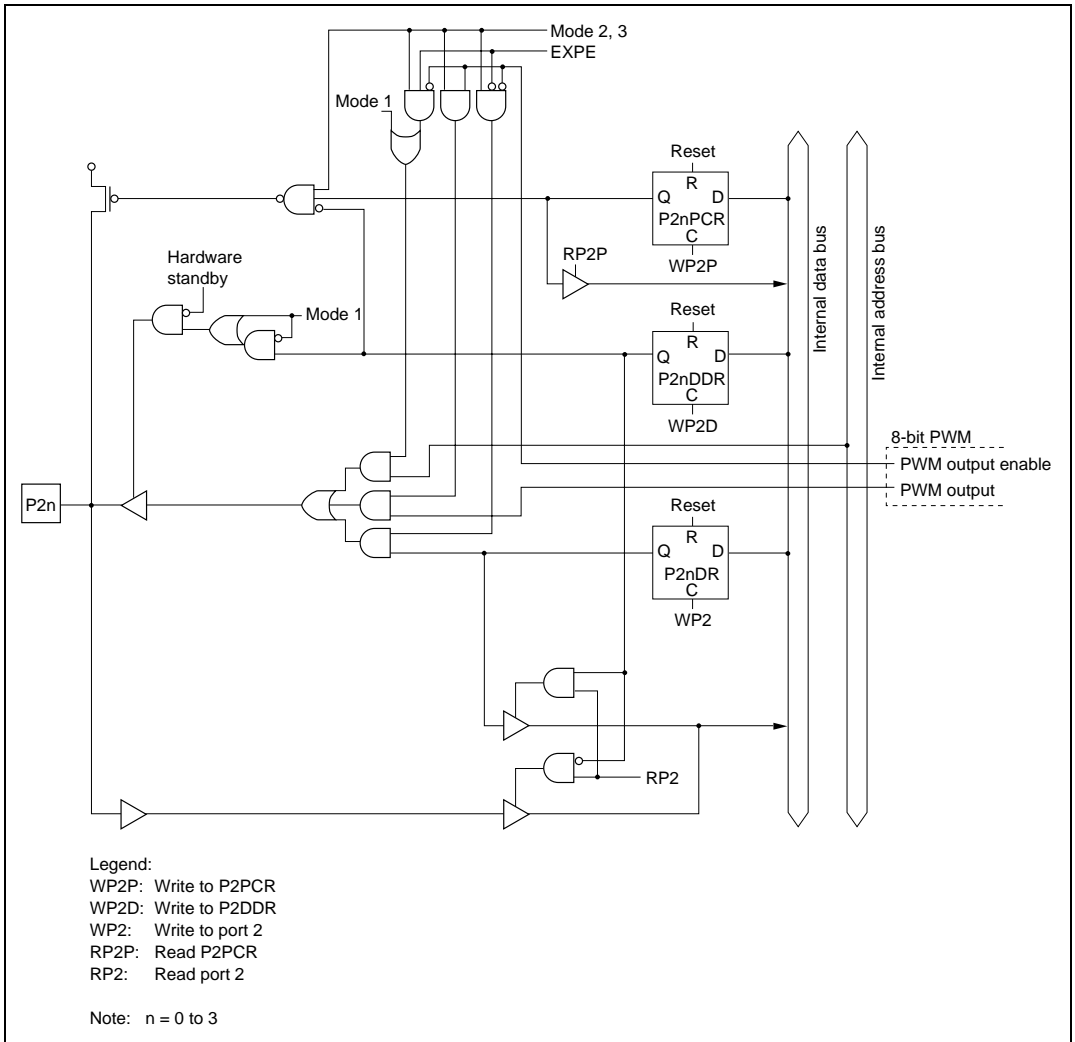 Mode 2, 3
EXPE
Mode 1
Reset
R
Q D
P2nPCR
C
WP2P
RP2P
Hardware
standby
Mode 1
Reset
R
Q D
P2nDDR
C
WP2D
Internal data bus
Internal address bus
8-bit PWM
PWM output enable
PWM output
P2n
Reset
R
Q D
P2nDR
C
WP2
RP2
Legend:
WP2P: Write to P2PCR
WP2D: Write to P2DDR
WP2: Write to port 2
RP2P: Read P2PCR
RP2: Read port 2
Note: n = 0 to 3